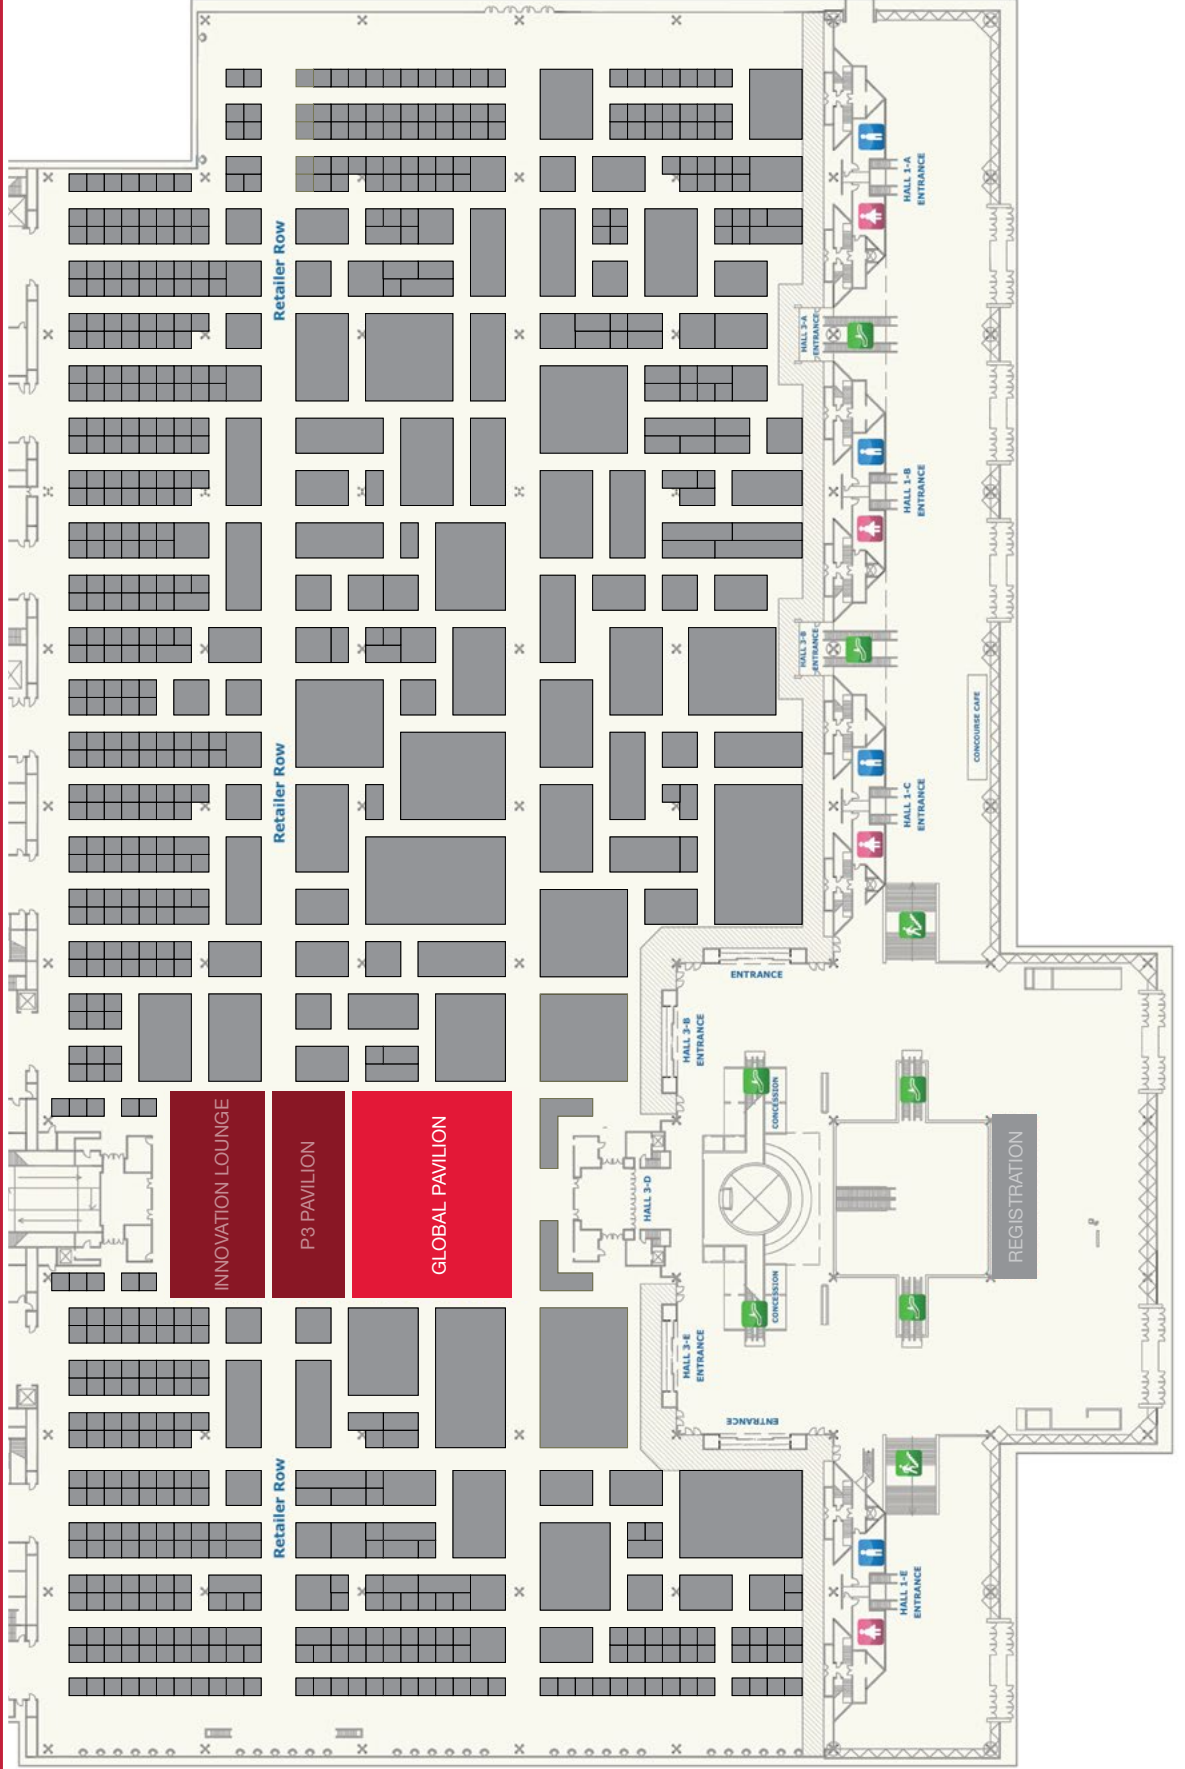 HALL 1-A
ENTRANCE
Retailer Row
HALL 3-A
ENTRANCE
HALL 1-B
ENTRANCE
HALL 3-B
ENTRANCE
CONCOURSE CAFE
Retailer Row
HALL 1-C
ENTRANCE
ENTRANCE
HALL 3-B
ENTRANCE
CONCESSION
INNOVATION LOUNGE
P3 PAVILION
GLOBAL PAVILION
HALL 3-D
REGISTRATION
CONCESSION
HALL 3-E
ENTRANCE
ENTRANCE
Retailer Row
HALL 1-E
ENTRANCE